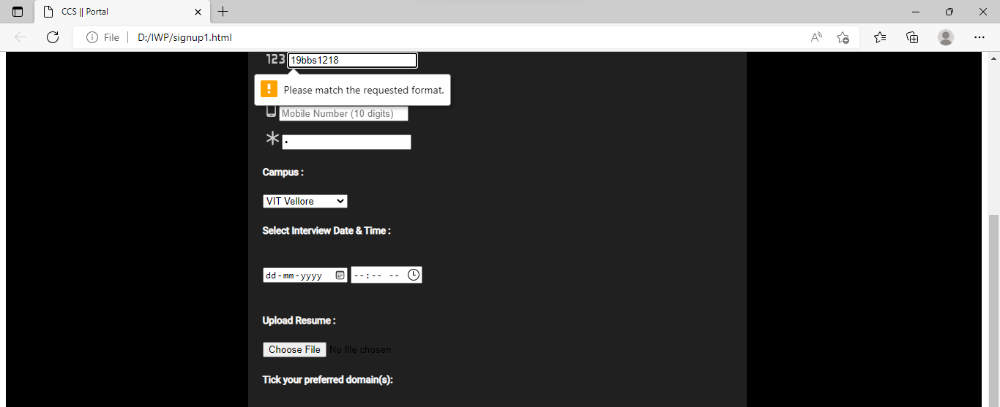 CCS || Portal
File D:/IWP/signup1.html
123 19bbs1218
Please match the requested format.
Mobile Number (10 digits)
Campus :
VIT Vellore
Select Interview Date & Time :
dd-mm-yyyy --:-- --
Upload Resume :
Choose File No file chosen
Tick your preferred domain(s):